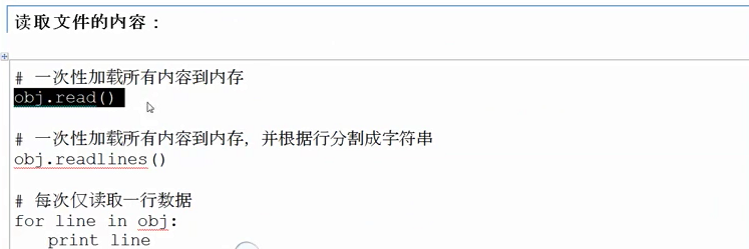 读取文件的内容：
# 一次性加载所有内容到内存
obj.read()
# 一次性加载所有内容到内存，并根据行分割成字符串
obj.readlines()
# 每次仅读取一行数据
for line in obj:
    print line